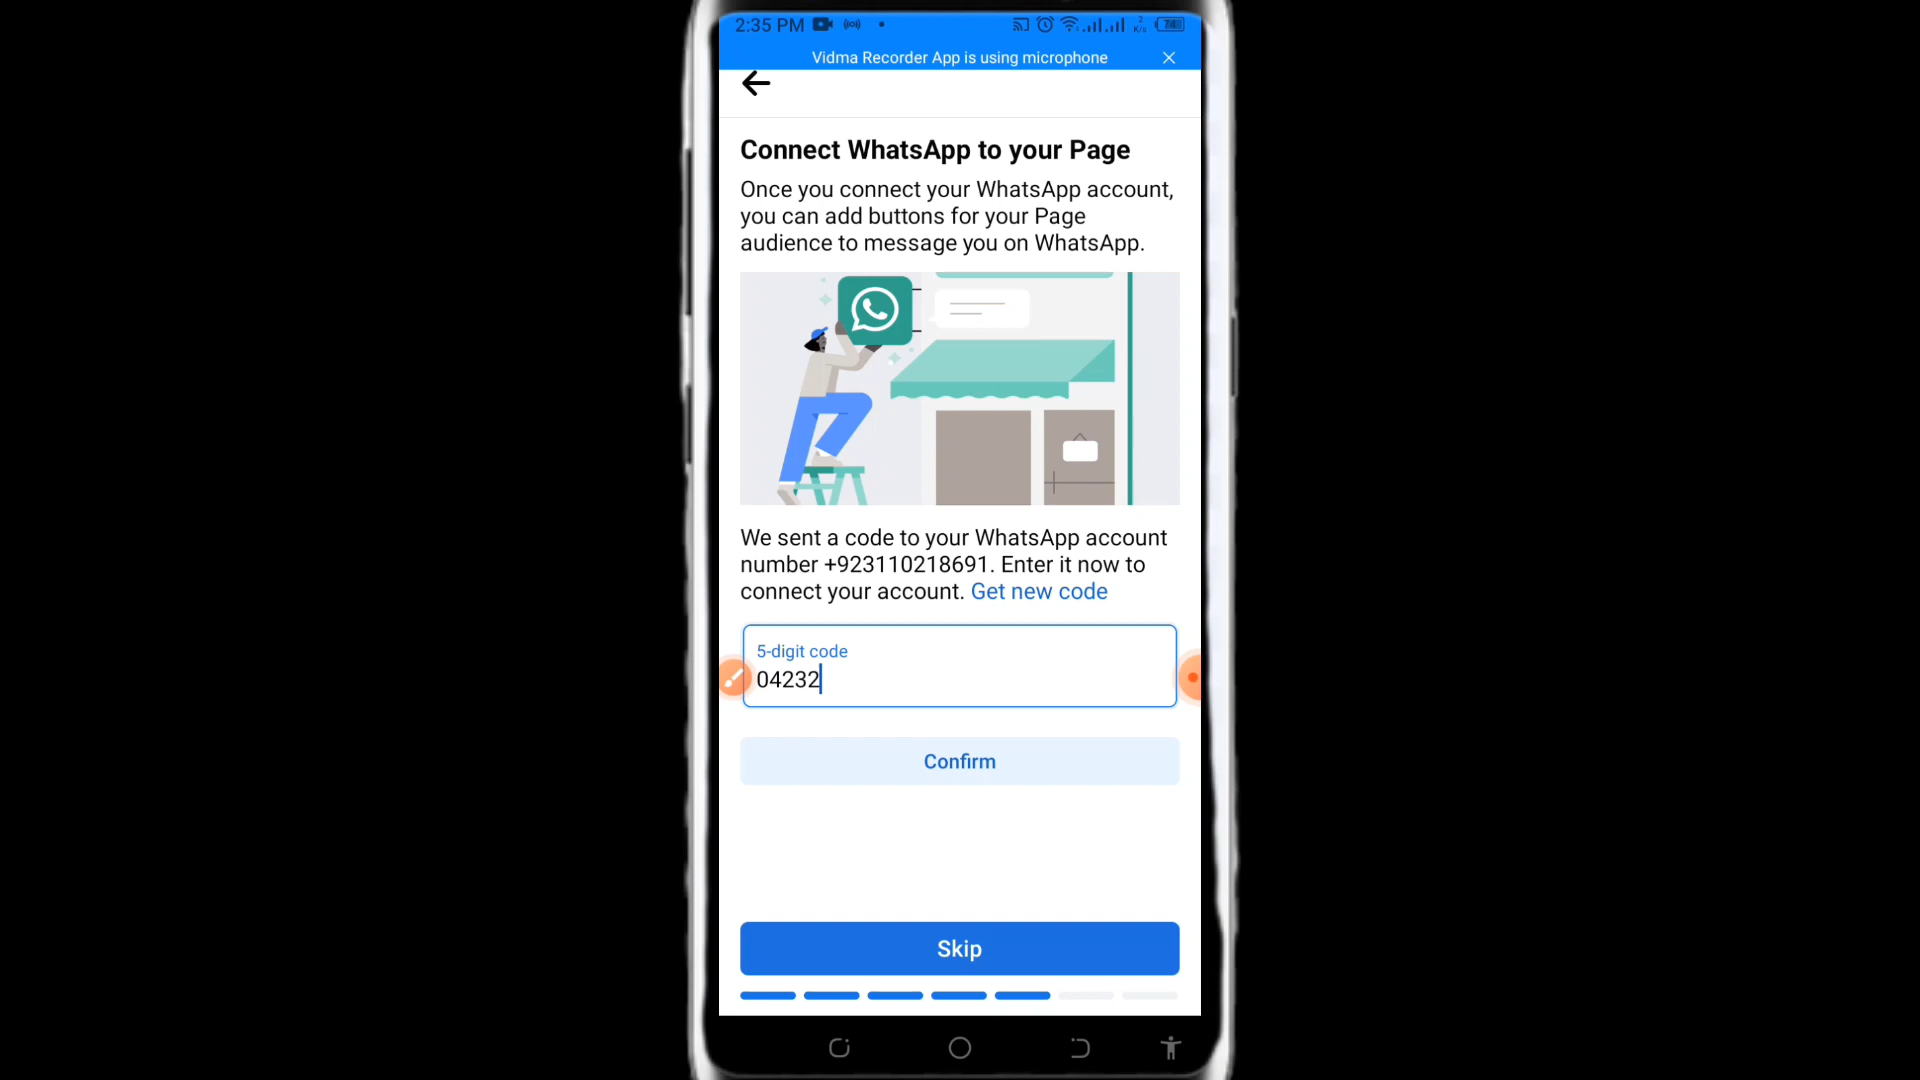 2:35 PM
Vidma Recorder App is using microphone
Connect WhatsApp to your Page
Once you connect your WhatsApp account,
you can add buttons for your Page
audience to message you on WhatsApp.
We sent a code to your WhatsApp account
number +923110218691. Enter it now to
connect your account. Get new code
5-digit code
04232
Confirm
Skip